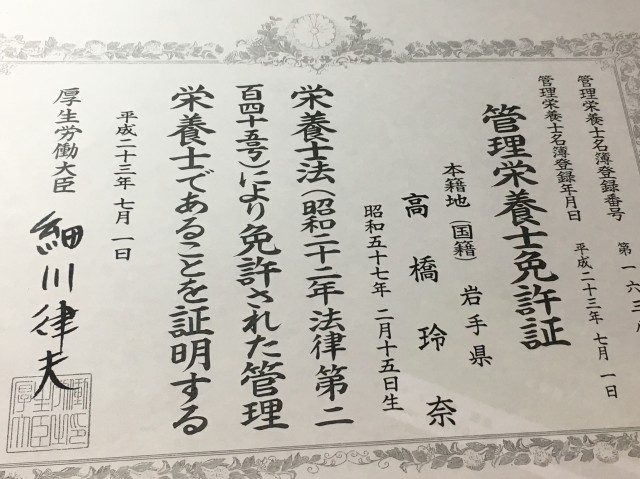 管理栄養士名簿登録番号 第一六三八
管理栄養士名簿登録年月日 平成二十三年 七月 一日
管理栄養士免許証
本籍地(国籍) 岩手県
高橋玲奈
昭和五十七年 二月十五日生
栄養士法(昭和二十二年法律第二
百四十五号)により免許された管理
栄養士であることを証明する
平成二十三年 七月 一日
厚生労働大臣 細川律夫